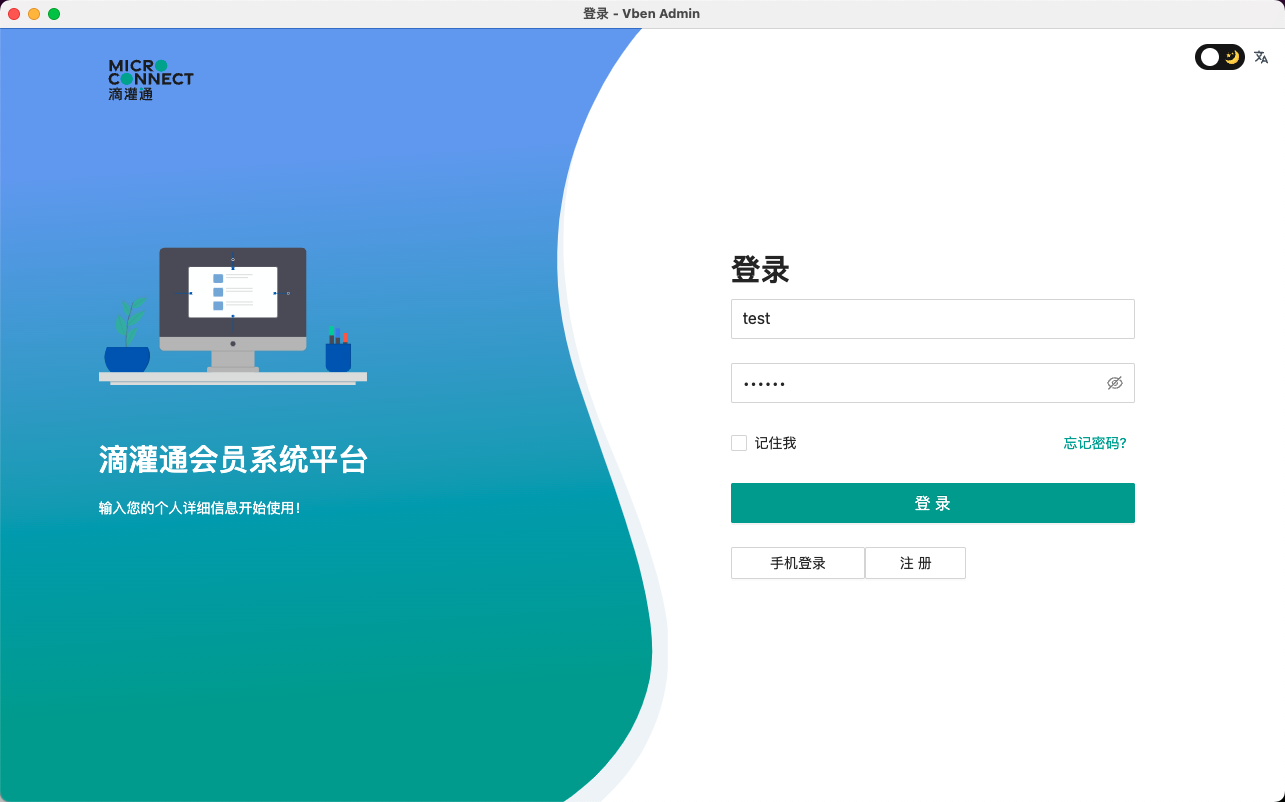 登录 - Vben Admin
MICRO
CONNECT
滴灌通
登录
test
••••••
记住我
忘记密码?
登 录
手机登录
注 册
滴灌通会员系统平台
输入您的个人详细信息开始使用!